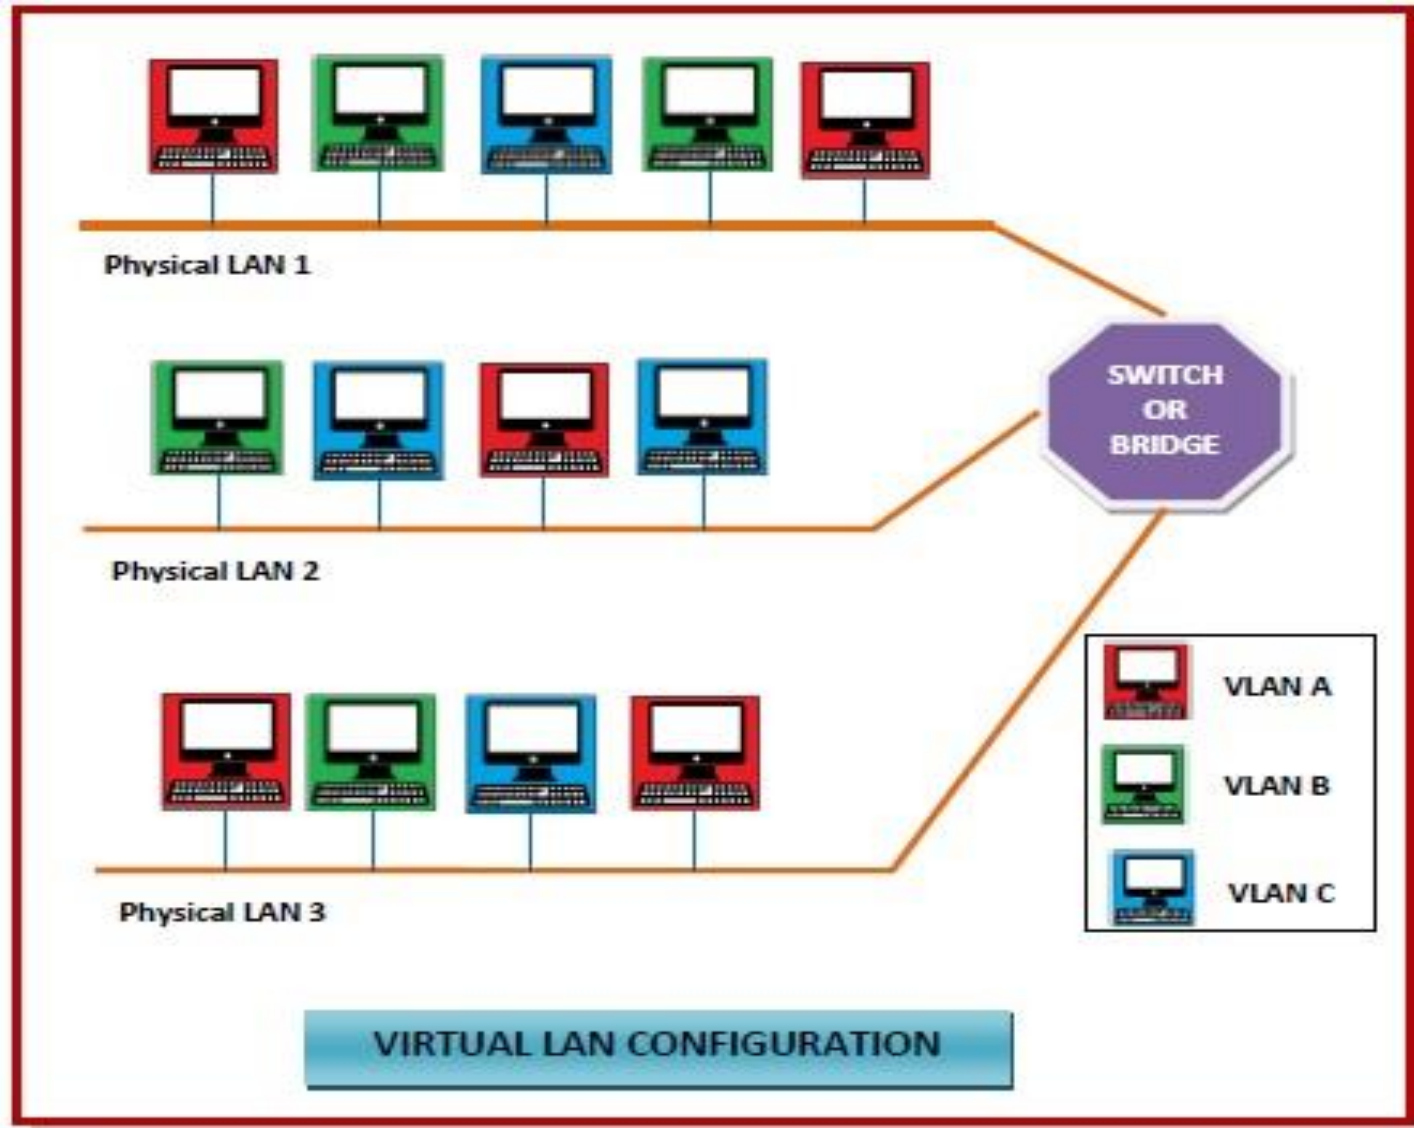 Physical LAN 1
SWITCH
OR
BRIDGE
Physical LAN 2
VLAN A
VLAN B
VLAN C
Physical LAN 3
VIRTUAL LAN CONFIGURATION